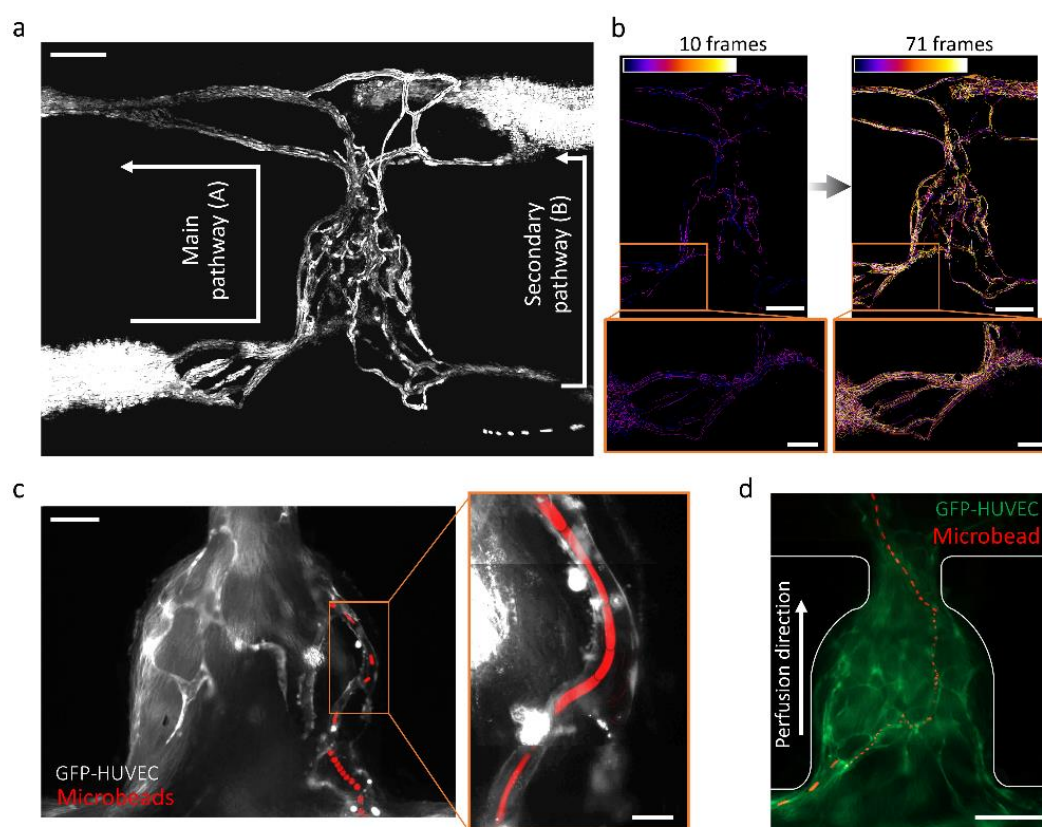 a
Main
pathway (A)
Secondary
pathway (B)
b
10 frames
71 frames
c
GFP-HUVEC
Microbeads
d
GFP-HUVEC
Microbead
Perfusion direction